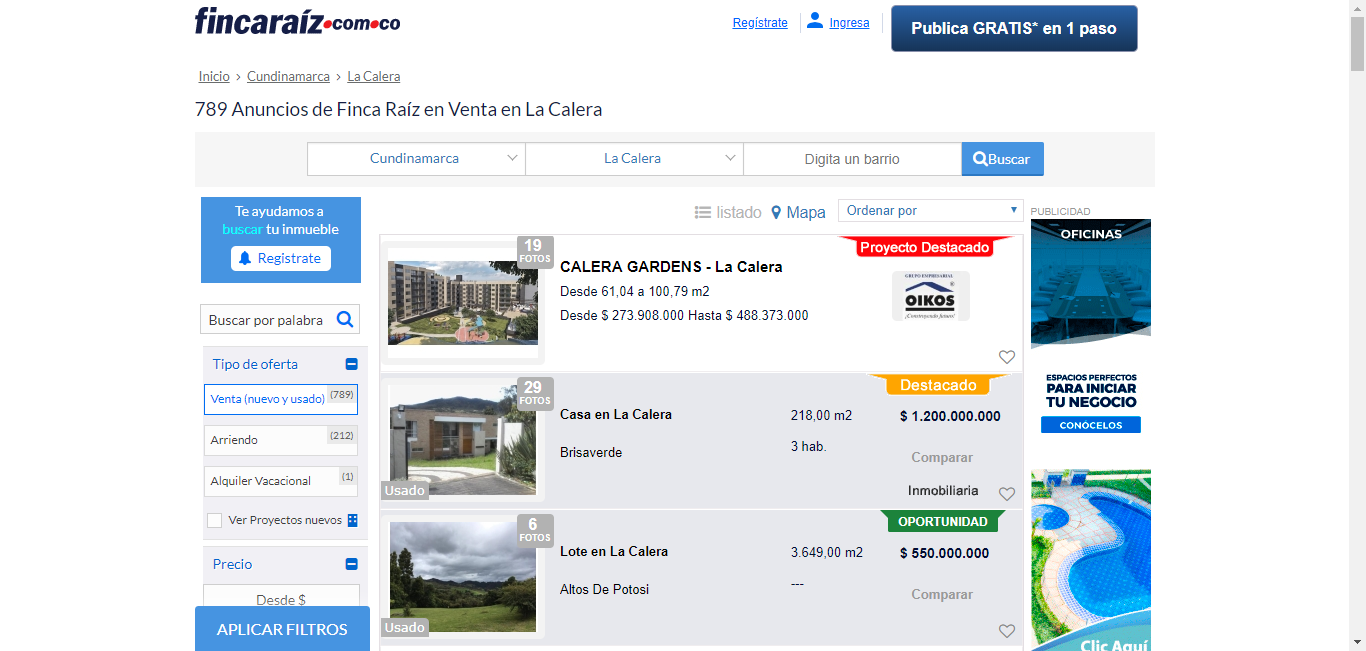 fincaraíz.com.co
Regístrate
Ingresa
Publica GRATIS* en 1 paso
Inicio › Cundinamarca › La Calera
789 Anuncios de Finca Raíz en Venta en La Calera
Cundinamarca
La Calera
Digita un barrio
Buscar
Te ayudamos a
buscar tu inmueble
Registrate
Buscar por palabra
Tipo de oferta
Venta (nuevo y usado) (789)
Arriendo (212)
Alquiler Vacacional (1)
Ver Proyectos nuevos
Precio
Desde $
APLICAR FILTROS
listado
Mapa
Ordenar por
19
FOTOS
CALERA GARDENS - La Calera
Desde 61,04 a 100,79 m2
Desde $ 273.908.000 Hasta $ 488.373.000
Proyecto Destacado
GRUPO EMPRESARIAL
OIKOS
¡Construyendo futuro!
29
FOTOS
Usado
Casa en La Calera
Brisaverde
218,00 m2
3 hab.
Destacado
$ 1.200.000.000
Comparar
Inmobiliaria
6
FOTOS
Usado
Lote en La Calera
Altos De Potosi
3.649,00 m2
---
OPORTUNIDAD
$ 550.000.000
Comparar
PUBLICIDAD
OFICINAS
ESPACIOS PERFECTOS
PARA INICIAR
TU NEGOCIO
CONÓCELOS
Clic Aquí